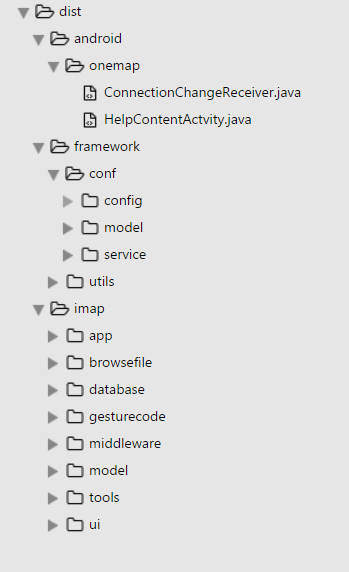 dist
android
onemap
ConnectionChangeReceiver.java
HelpContentActvity.java
framework
conf
config
model
service
utils
imap
app
browsefile
database
gesturecode
middleware
model
tools
ui